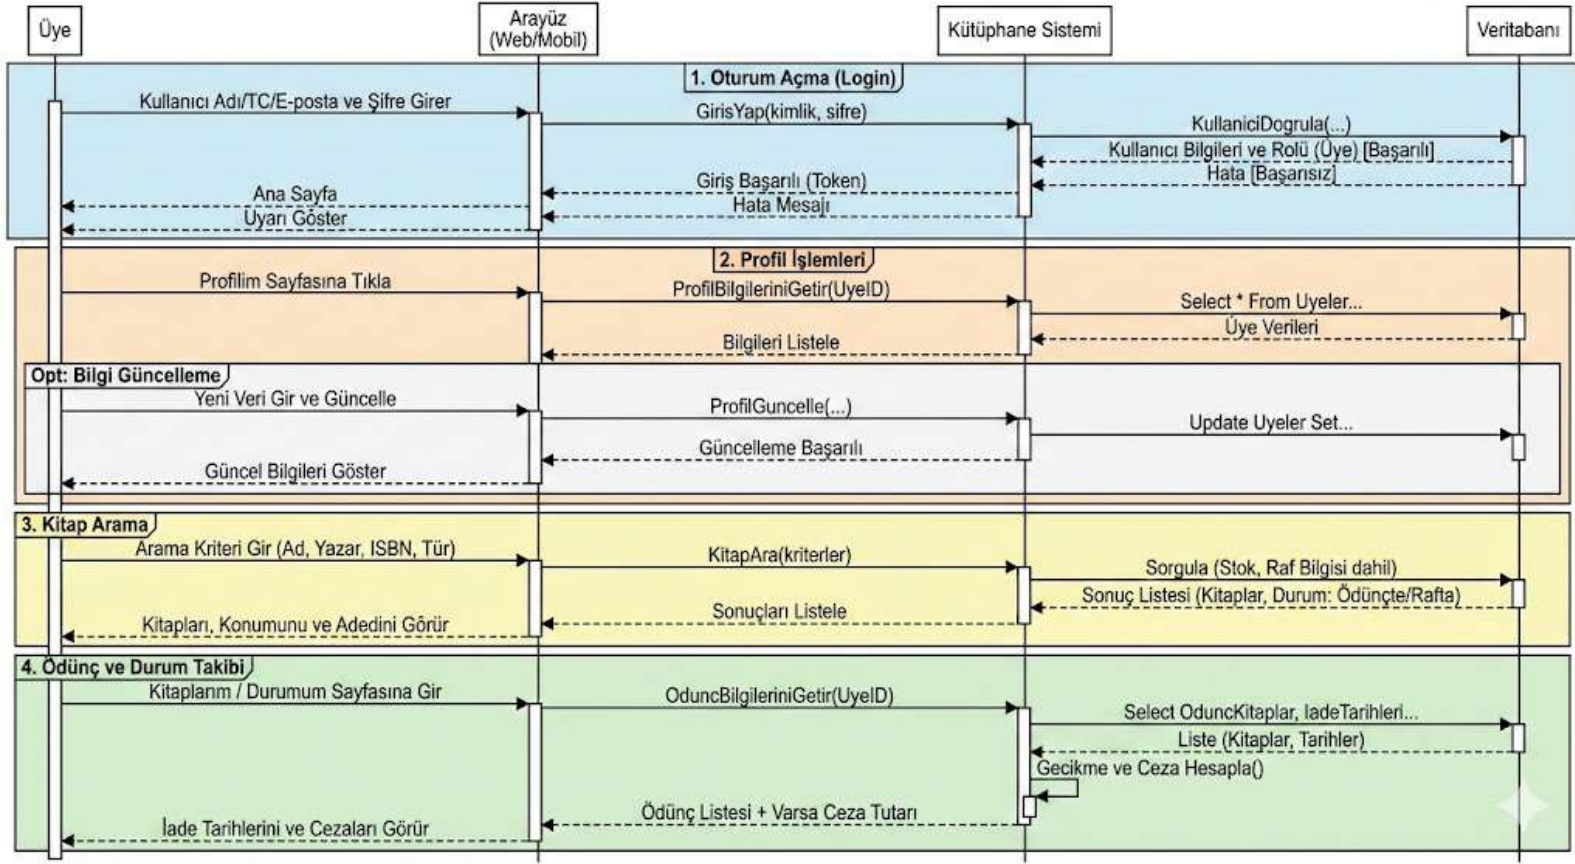 Üye
Arayüz
(Web/Mobil)
Kütüphane Sistemi
Veritabanı
1. Oturum Açma (Login)
Kullanıcı Adı/TC/E-posta ve Şifre Girer
GirisYap(kimlik, sifre)
KullaniciDogrula(...)
Kullanıcı Bilgileri ve Rolü (Üye) [Başarılı]
Hata [Başarısız]
Giriş Başarılı (Token)
Ana Sayfa
Hata Mesajı
Uyarı Göster
2. Profil İşlemleri
Profilim Sayfasına Tıkla
ProfilBilgileriniGetir(UyeID)
Select * From Uyeler...
Üye Verileri
Bilgileri Listele
Opt: Bilgi Güncelleme
Yeni Veri Gir ve Güncelle
ProfilGuncelle(...)
Update Uyeler Set...
Güncelleme Başarılı
Güncel Bilgileri Göster
3. Kitap Arama
Arama Kriteri Gir (Ad, Yazar, ISBN, Tür)
KitapAra(kriterler)
Sorgula (Stok, Raf Bilgisi dahil)
Sonuç Listesi (Kitaplar, Durum: Ödünçte/Rafta)
Sonuçları Listele
Kitapları, Konumunu ve Adedini Görür
4. Ödünç ve Durum Takibi
Kitaplarım / Durumum Sayfasına Gir
OduncBilgileriniGetir(UyeID)
Select OduncKitaplar, IadeTarihleri...
Liste (Kitaplar, Tarihler)
Gecikme ve Ceza Hesapla()
Ödünç Listesi + Varsa Ceza Tutarı
İade Tarihlerini ve Cezaları Görür